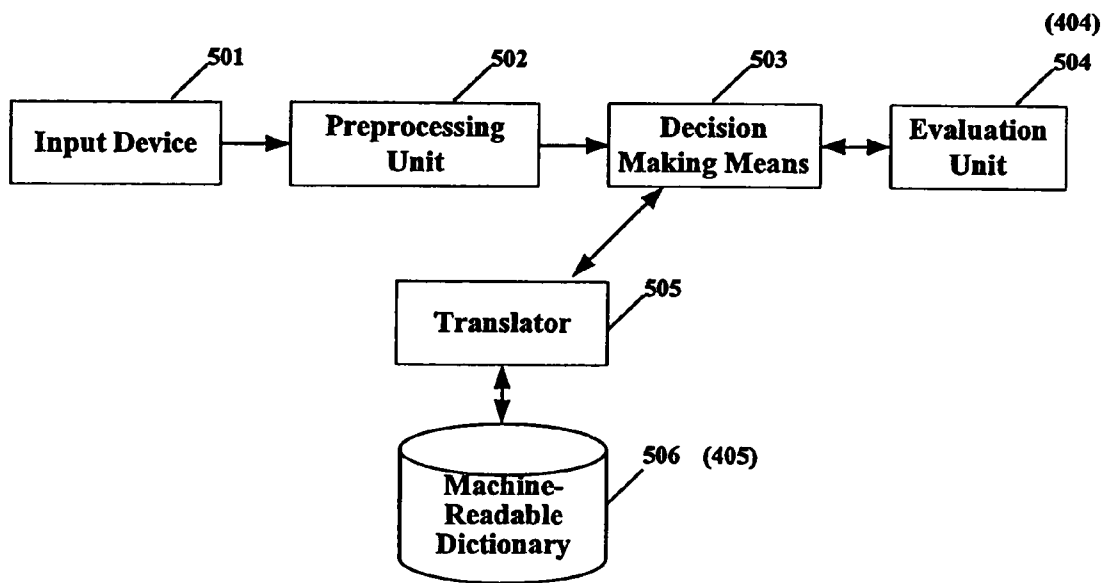 (404)
501
502
503
504
Input Device
Preprocessing
Unit
Decision
Making Means
Evaluation
Unit
505
Translator
506 (405)
Machine-
Readable
Dictionary